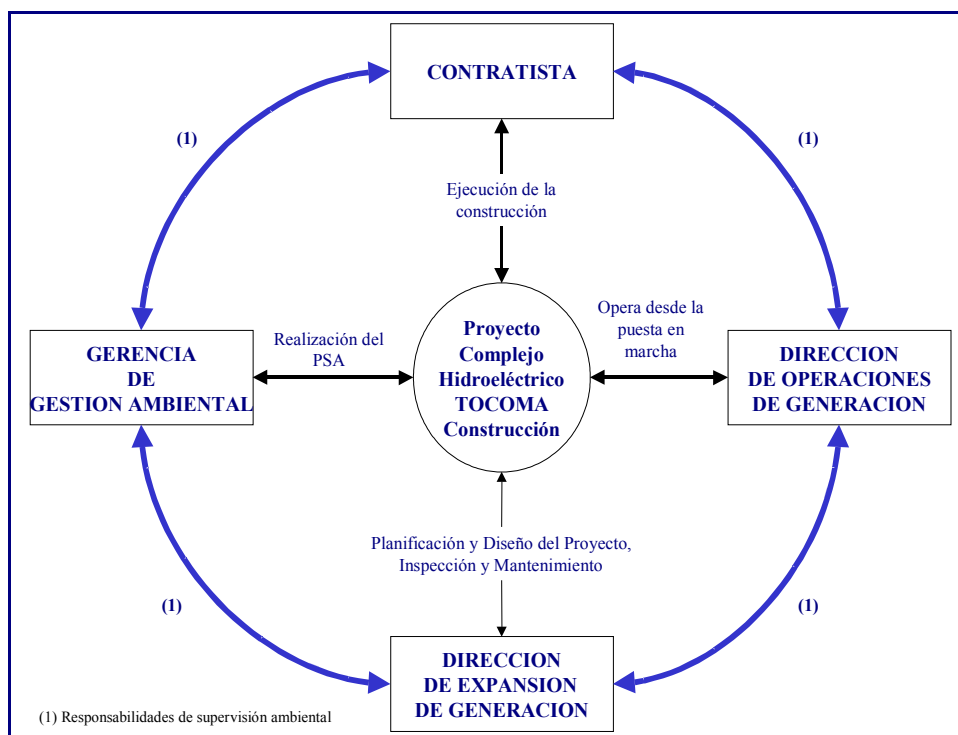 CONTRATISTA
(1)
(1)
Ejecución de la
construcción
GERENCIA
DE
GESTION AMBIENTAL
Realización del
PSA
Proyecto
Complejo
Hidroeléctrico
TOCOMA
Construcción
Opera desde la
puesta en
marcha
DIRECCION
DE OPERACIONES
DE GENERACION
Planificación y Diseño del Proyecto,
Inspección y Mantenimiento
(1)
(1)
DIRECCION
DE EXPANSION
DE GENERACION
(1) Responsabilidades de supervisión ambiental